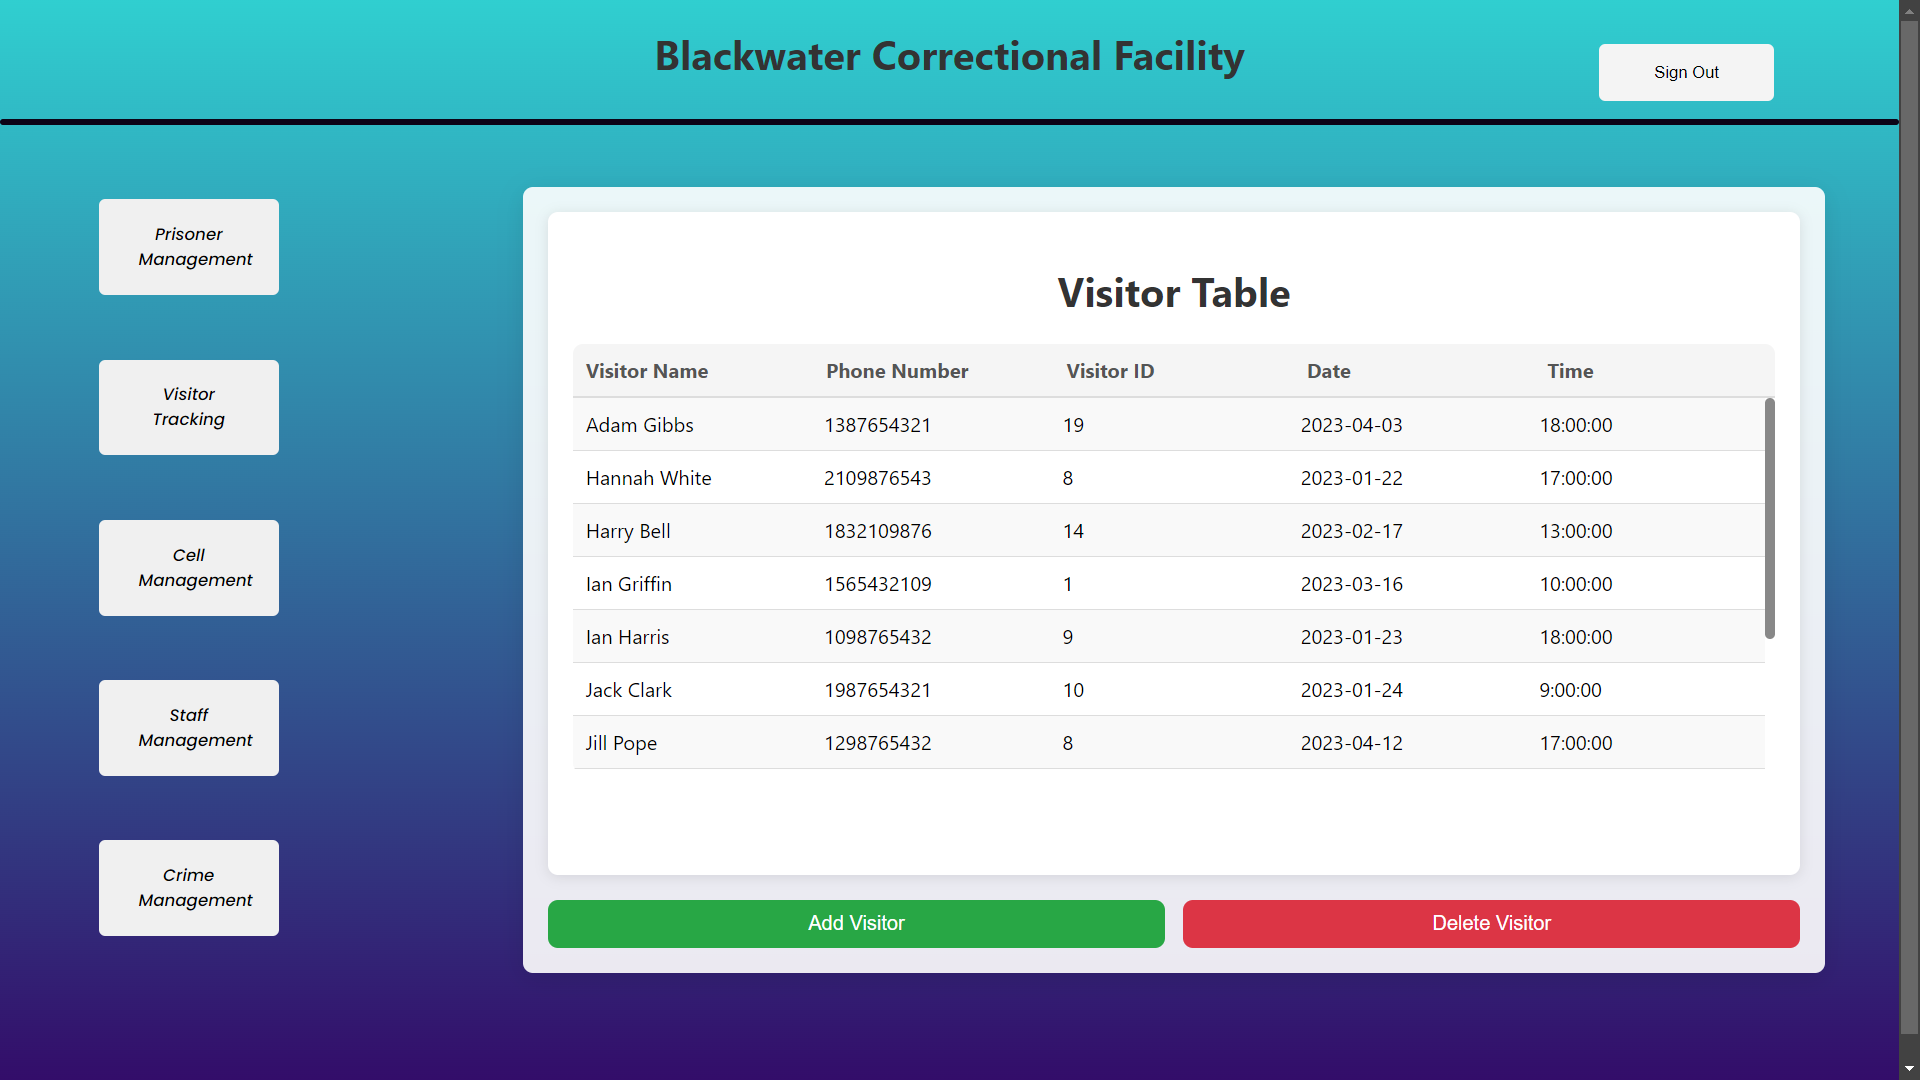 Blackwater Correctional Facility
Sign Out
Prisoner
Management
Visitor
Tracking
Cell
Management
Staff
Management
Crime
Management
Visitor Table
Visitor Name Phone Number Visitor ID Date Time
Adam Gibbs 1387654321 19 2023-04-03 18:00:00
Hannah White 2109876543 8 2023-01-22 17:00:00
Harry Bell 1832109876 14 2023-02-17 13:00:00
Ian Griffin 1565432109 1 2023-03-16 10:00:00
Ian Harris 1098765432 9 2023-01-23 18:00:00
Jack Clark 1987654321 10 2023-01-24 9:00:00
Jill Pope 1298765432 8 2023-04-12 17:00:00
Add Visitor Delete Visitor